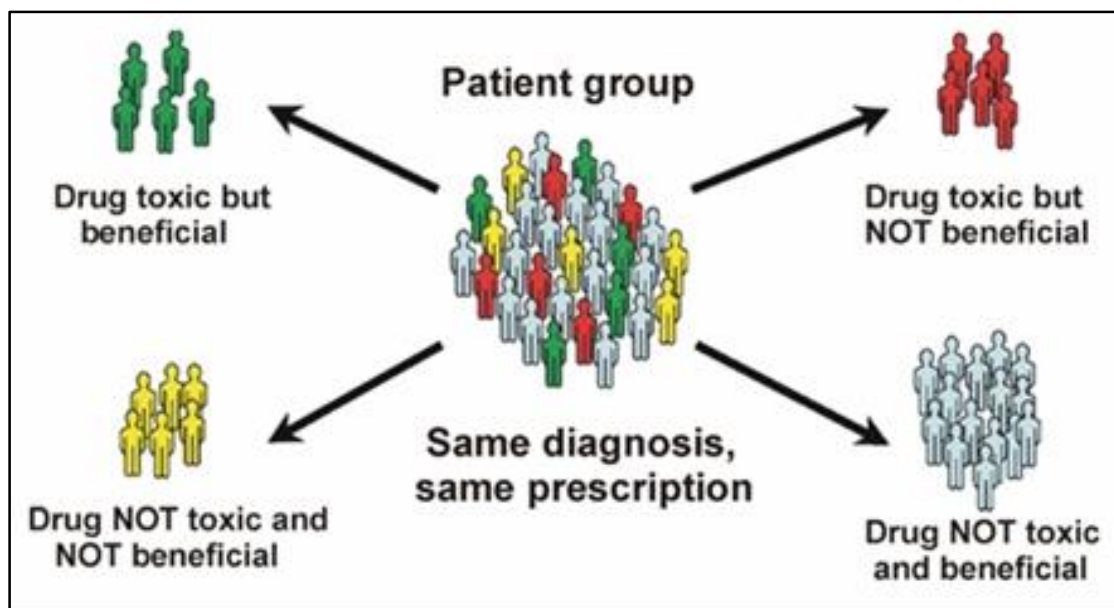 Patient group
Drug toxic but
beneficial
Drug toxic but
NOT beneficial
Same diagnosis,
same prescription
Drug NOT toxic and
NOT beneficial
Drug NOT toxic
and beneficial